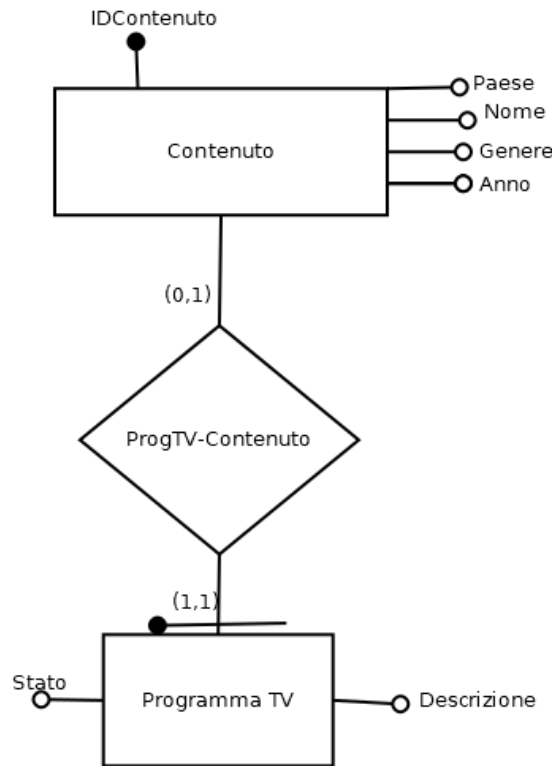 IDContenuto
Paese
Nome
Contenuto
Genere
Anno
(0,1)
ProgTV-Contenuto
(1,1)
Stato
Programma TV
Descrizione